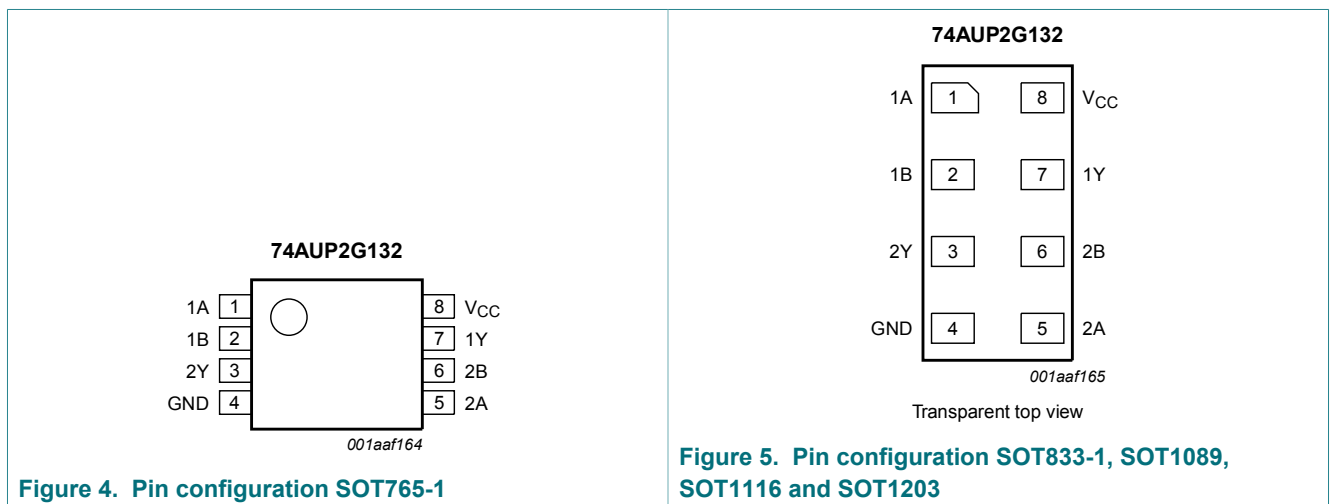 74AUP2G132
1A 1 8 VCC
1B 2 7 1Y
2Y 3 6 2B
GND 4 5 2A
001aaf164
Figure 4. Pin configuration SOT765-1
74AUP2G132
1A 1 8 VCC
1B 2 7 1Y
2Y 3 6 2B
GND 4 5 2A
001aaf165
Transparent top view
Figure 5. Pin configuration SOT833-1, SOT1089,
SOT1116 and SOT1203